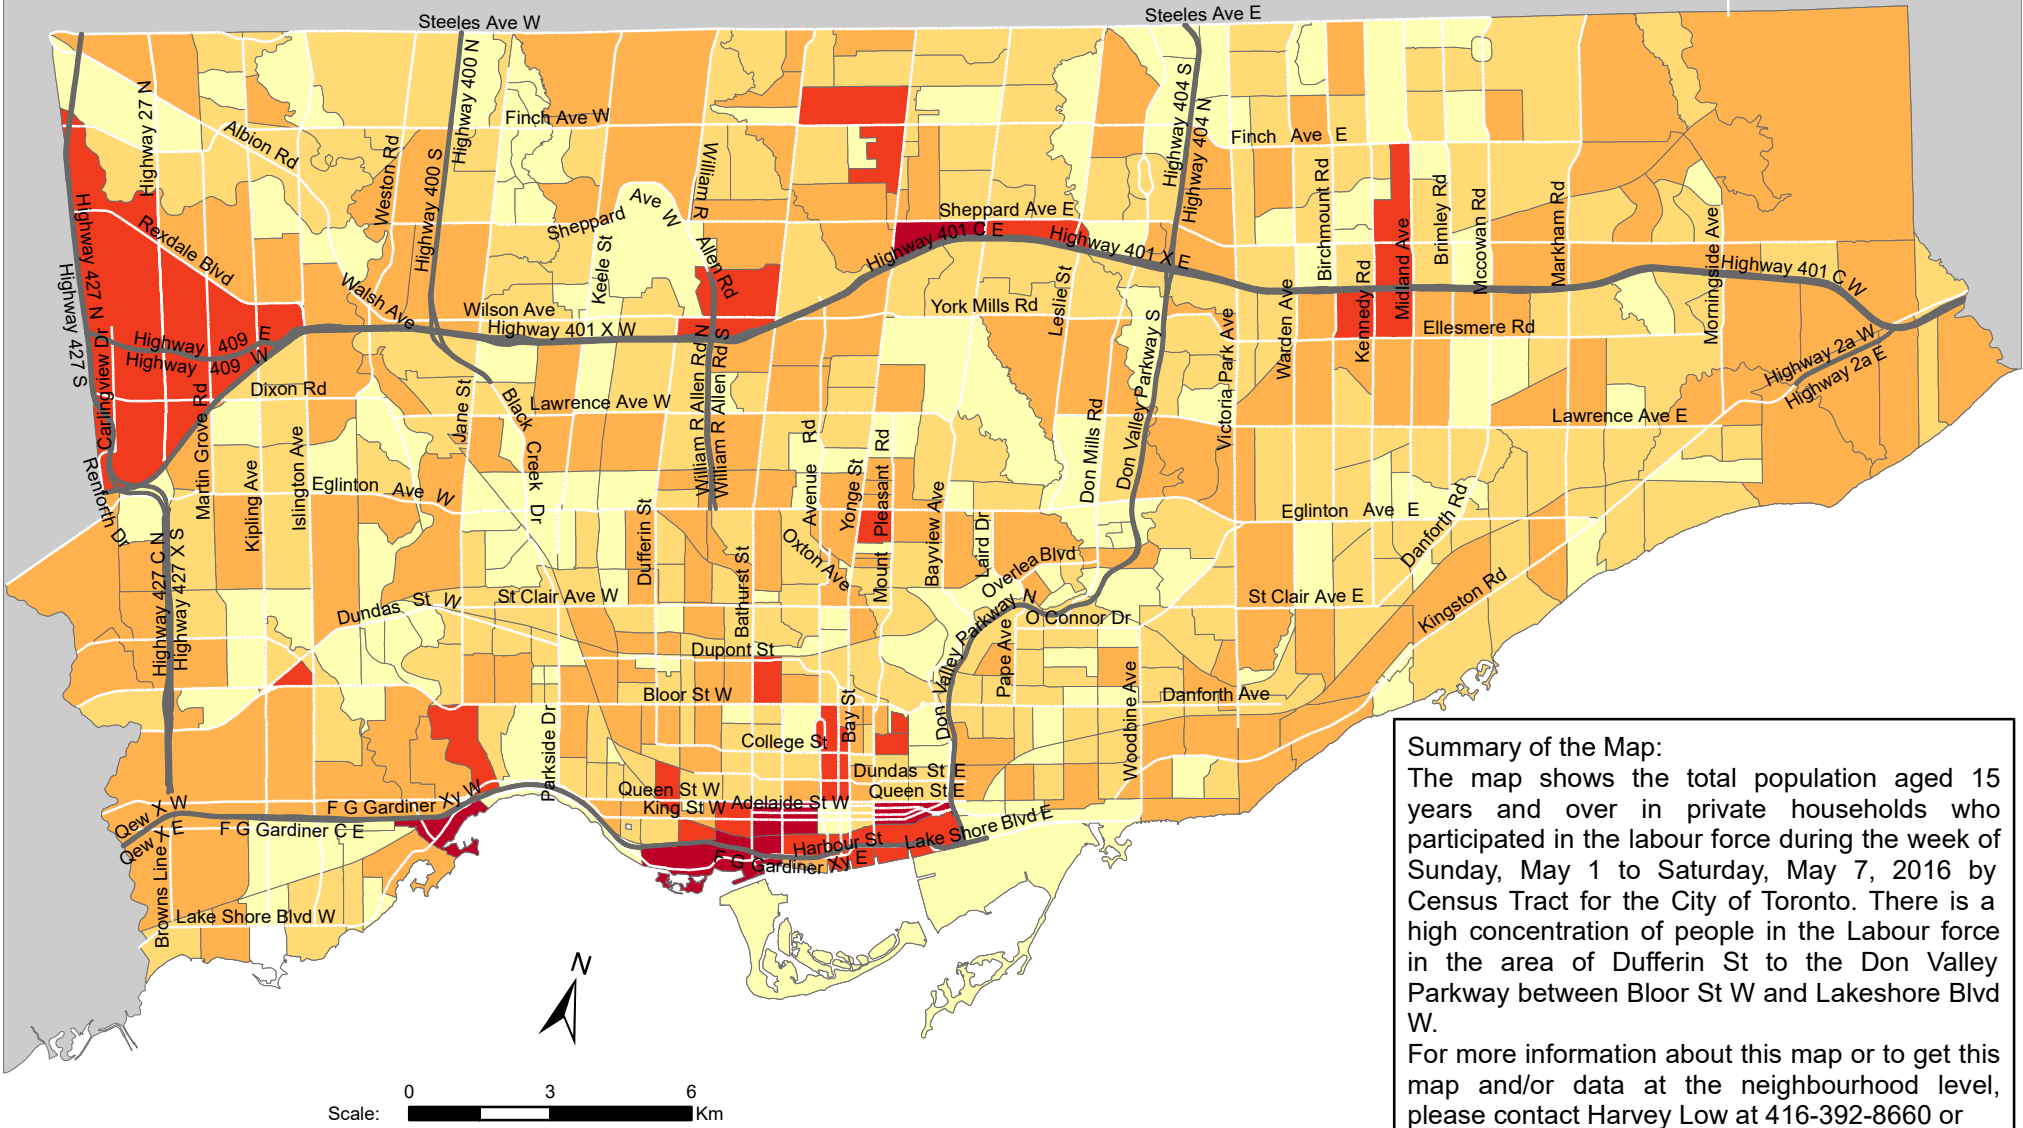 Steeles Ave W
Steeles Ave E
Highway 27 N
Highway 400 N
Highway 404 S
Highway 404 N
Finch Ave W
Finch Ave E
Albion Rd
Weston Rd
Highway 400 S
William R
Allen Rd
Birchmount Rd
Midland Ave
Kennedy Rd
Brimley Rd
Mccowan Rd
Markham Rd
Morningside Ave
Highway 427 N
Highway 427 S
Rexdale Blvd
Sheppard Ave W
Sheppard Ave E
Keele St
Walsh Ave
Wilson Ave
Highway 401 X W
Highway 401 C E
Highway 401 X E
Highway 401 C W
York Mills Rd
Leslie St
Ellesmere Rd
Highway 2a W
Highway 2a E
Highway 409 E
Highway 409 W
Carlingview Dr
Dixon Rd
Martin Grove Rd
Jane St
Black Creek Dr
Lawrence Ave W
Lawrence Ave E
William R Allen Rd N
William R Allen Rd S
Victoria Park Ave
Warden Ave
Don Valley Parkway S
Don Mills Rd
Renforth Dr
Kipling Ave
Islington Ave
Eglinton Ave W
Eglinton Ave E
Dufferin St
Avenue Rd
Yonge St
Mount Pleasant Rd
Bayview Ave
Laird Dr
Danforth Rd
Oxton Ave
Overlea Blvd
Highway 427 C N
Highway 427 X S
Dundas St W
St Clair Ave W
St Clair Ave E
Bathurst St
O Connor Dr
Kingston Rd
Don Valley Parkway N
Pape Ave
Dupont St
Bloor St W
Danforth Ave
Woodbine Ave
Bay St
Parkside Dr
College St
Dundas St E
Queen St W
Queen St E
King St W
Adelaide St W
Qew X W
Qew X E
F G Gardiner Xy W
F G Gardiner C E
Harbour St
Lake Shore Blvd E
F G Gardiner Xy E
Browns Line
Lake Shore Blvd W
N
0 3 6
Scale: Km
Summary of the Map:
The map shows the total population aged 15
years and over in private households who
participated in the labour force during the week of
Sunday, May 1 to Saturday, May 7, 2016 by
Census Tract for the City of Toronto. There is a
high concentration of people in the Labour force
in the area of Dufferin St to the Don Valley
Parkway between Bloor St W and Lakeshore Blvd
W.
For more information about this map or to get this
map and/or data at the neighbourhood level,
please contact Harvey Low at 416-392-8660 or